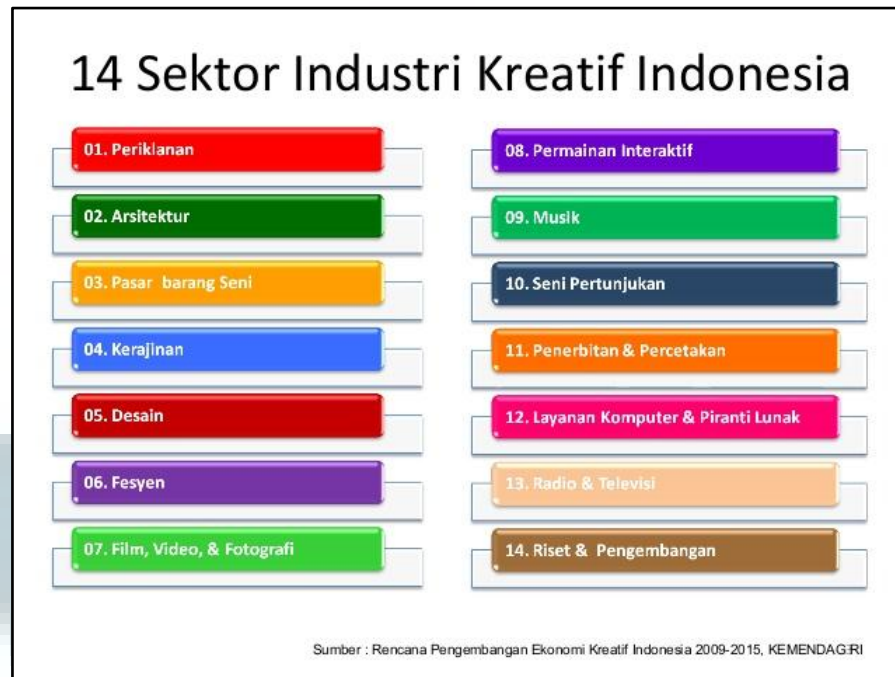 14 Sektor Industri Kreatif Indonesia
01. Periklanan
02. Arsitektur
03. Pasar barang Seni
04. Kerajinan
05. Desain
06. Fesyen
07. Film, Video, & Fotografi
08. Permainan Interaktif
09. Musik
10. Seni Pertunjukan
11. Penerbitan & Percetakan
12. Layanan Komputer & Piranti Lunak
13. Radio & Televisi
14. Riset & Pengembangan
Sumber : Rencana Pengembangan Ekonomi Kreatif Indonesia 2009-2015, KEMENDAG RI